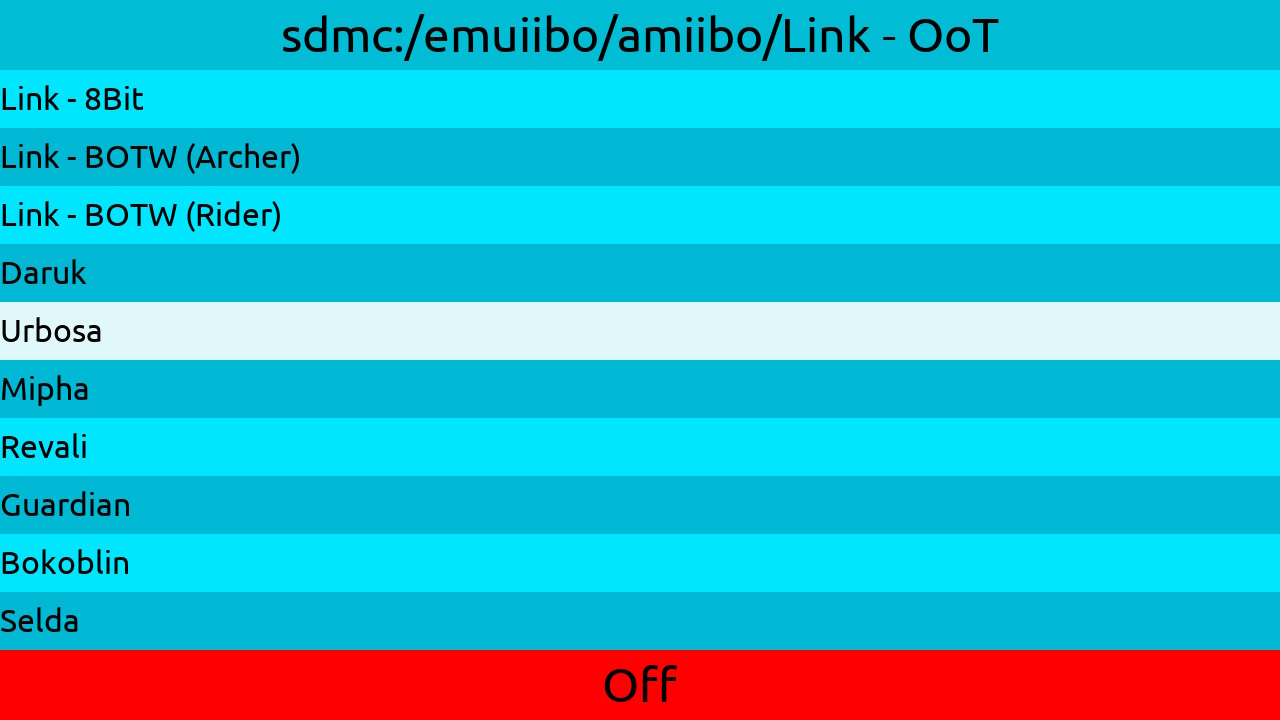 sdmc:/emuiibo/amiibo/Link - OoT
Link - 8Bit
Link - BOTW (Archer)
Link - BOTW (Rider)
Daruk
Urbosa
Mipha
Revali
Guardian
Bokoblin
Selda
Off